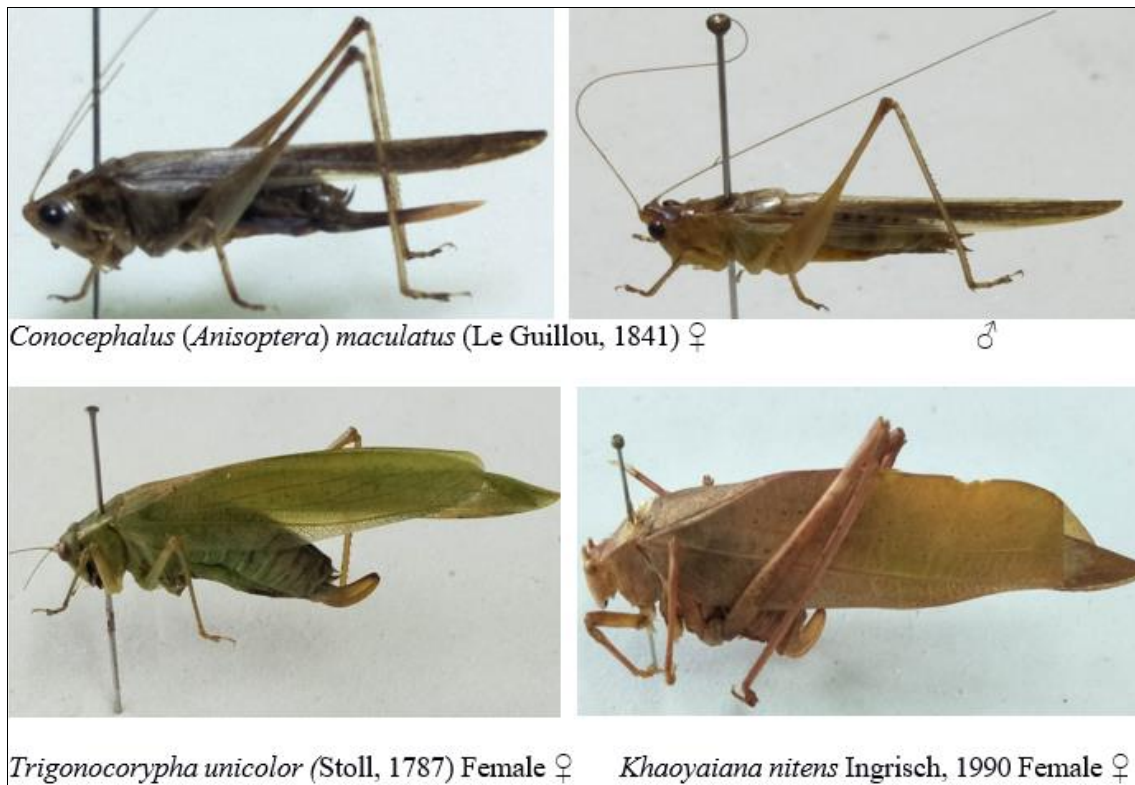 Conocephalus (Anisoptera) maculatus (Le Guillou, 1841) ♀ ♂
Trigonocorypha unicolor (Stoll, 1787) Female ♀ Khaoyaiana nitens Ingrisch, 1990 Female ♀